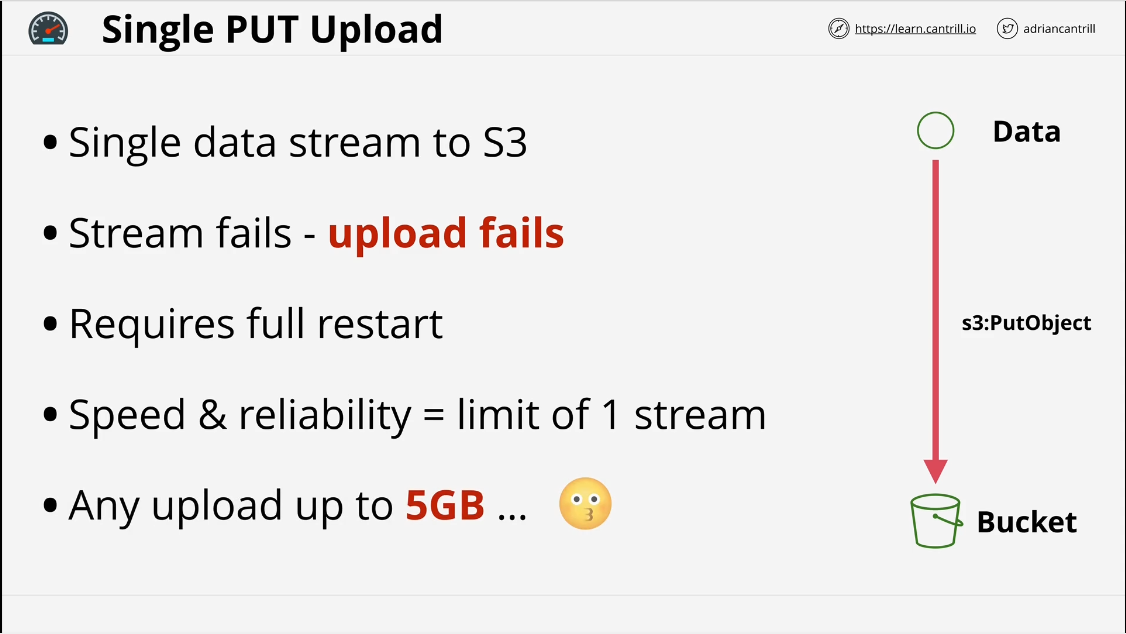 Single PUT Upload
https://learn.cantrill.io
adriancantrill
• Single data stream to S3
• Stream fails - upload fails
• Requires full restart
• Speed & reliability = limit of 1 stream
• Any upload up to 5GB ...
Data
s3:PutObject
Bucket